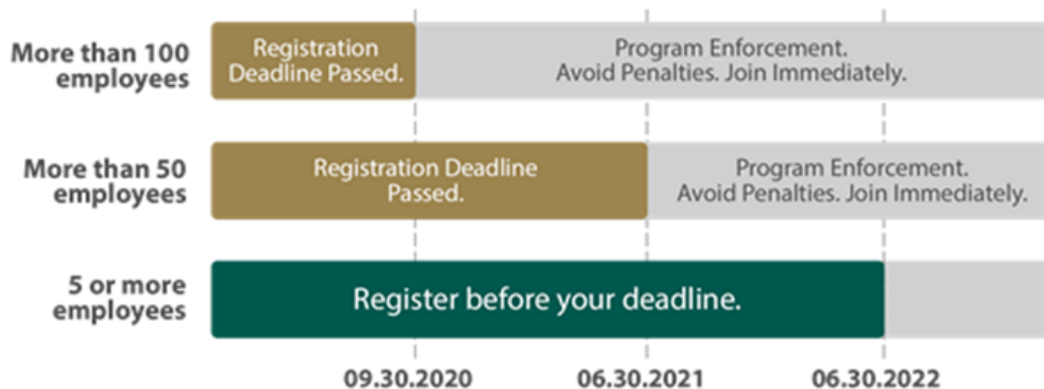 More than 100
employees
Registration
Deadline Passed.
Program Enforcement.
Avoid Penalties. Join Immediately.
More than 50
employees
Registration Deadline
Passed.
Program Enforcement.
Avoid Penalties. Join Immediately.
5 or more
employees
Register before your deadline.
09.30.2020
06.30.2021
06.30.2022